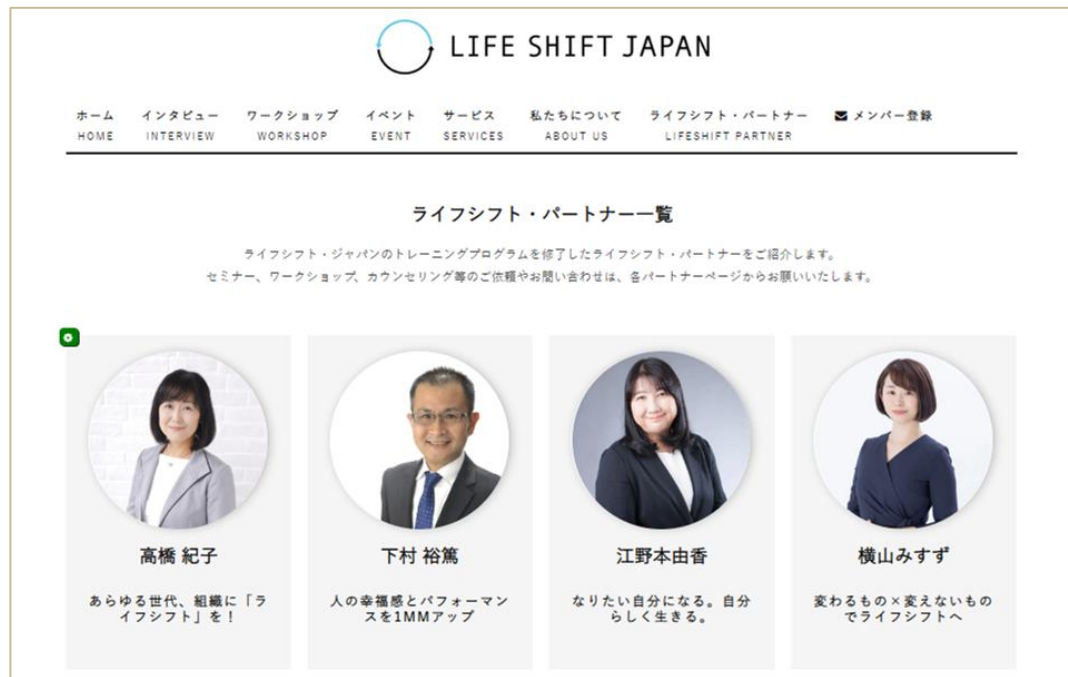 LIFE SHIFT JAPAN
ホーム インタビュー ワークショップ イベント サービス 私たちについて ライフシフト・パートナー メンバー登録
HOME INTERVIEW WORKSHOP EVENT SERVICES ABOUT US LIFESHIFT PARTNER
ライフシフト・パートナー一覧
ライフシフト・ジャパンのトレーニングプログラムを修了したライフシフト・パートナーをご紹介します。
セミナー、ワークショップ、カウンセリング等のご依頼やお問い合わせは、各パートナーページからお願いいたします。
高橋 紀子
下村 裕篤
江野本由香
横山みすず
あらゆる世代、組織に「ラ
イフシフト」を！
人の幸福感とパフォーマン
スを1MMアップ
なりたい自分になる。自分
らしく生きる。
変わるもの×変えないもの
でライフシフトへ